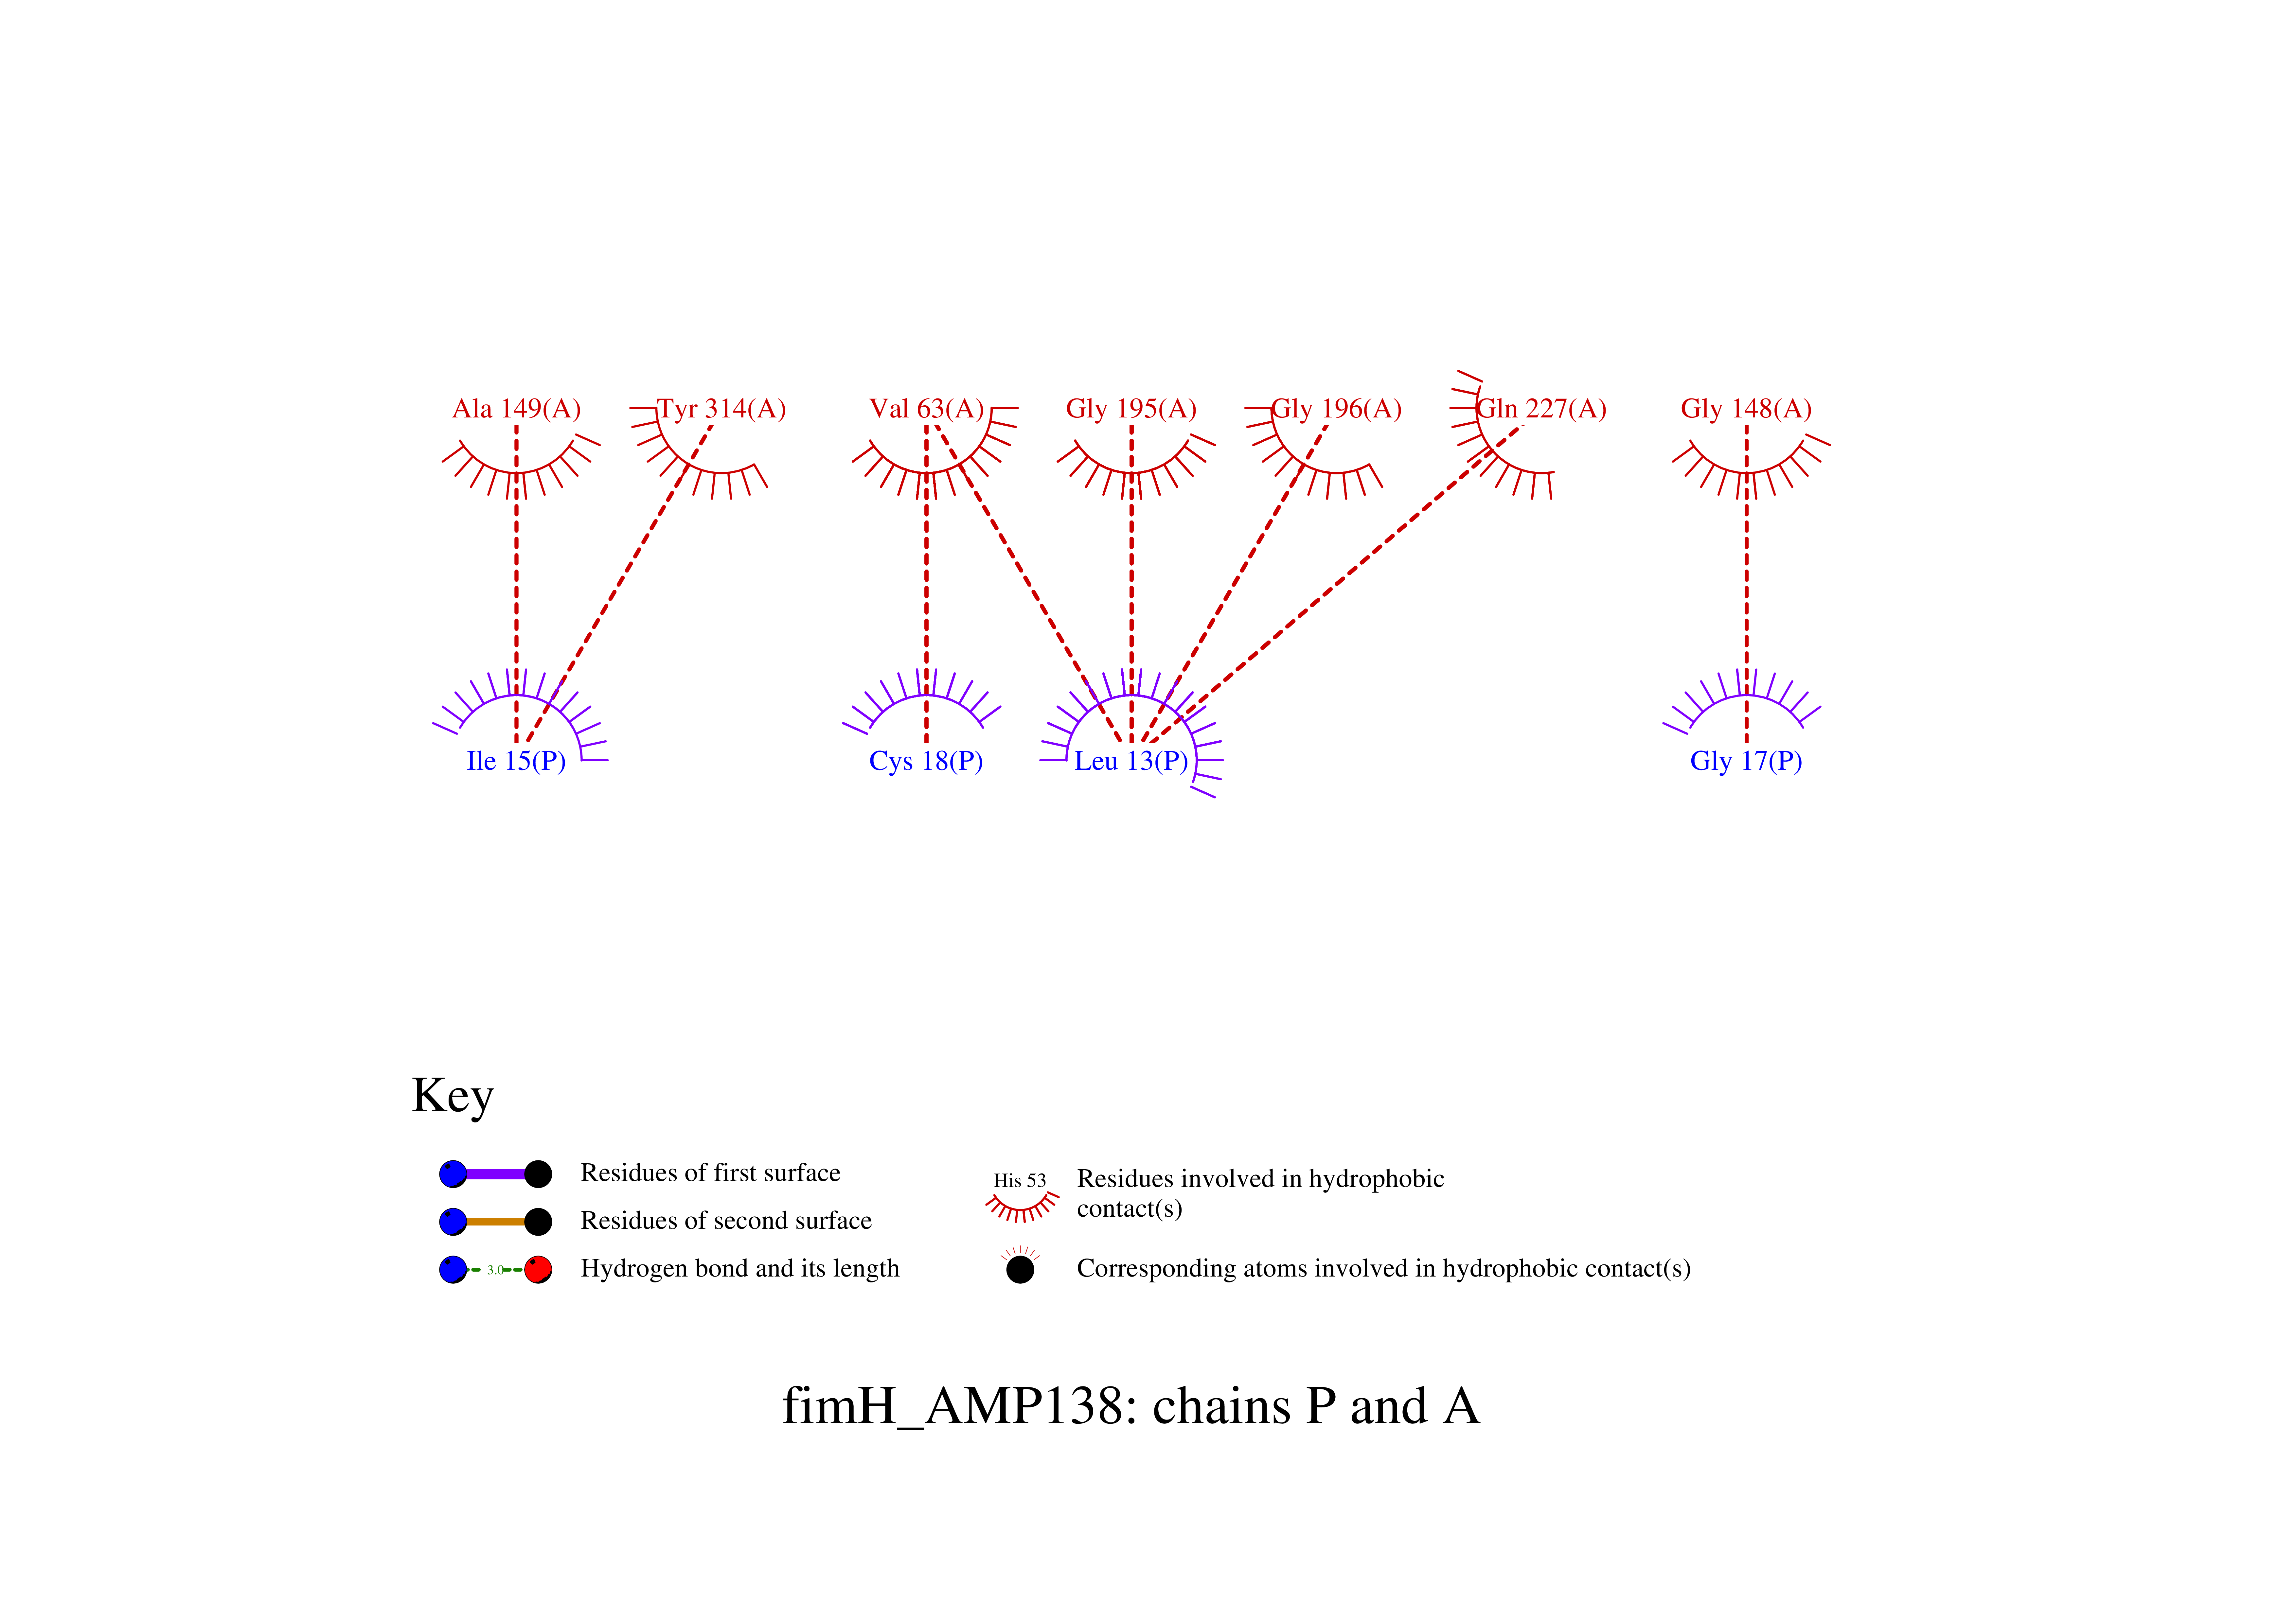 Ala 149(A) Tyr 314(A) Val 63(A) Gly 195(A) Gly 196(A) Gln 227(A) Gly 148(A)
Ile 15(P) Cys 18(P) Leu 13(P) Gly 17(P)
Key
Residues of first surface
Residues of second surface
3.0 Hydrogen bond and its length
His 53 Residues involved in hydrophobic
contact(s)
Corresponding atoms involved in hydrophobic contact(s)
fimH_AMP138: chains P and A